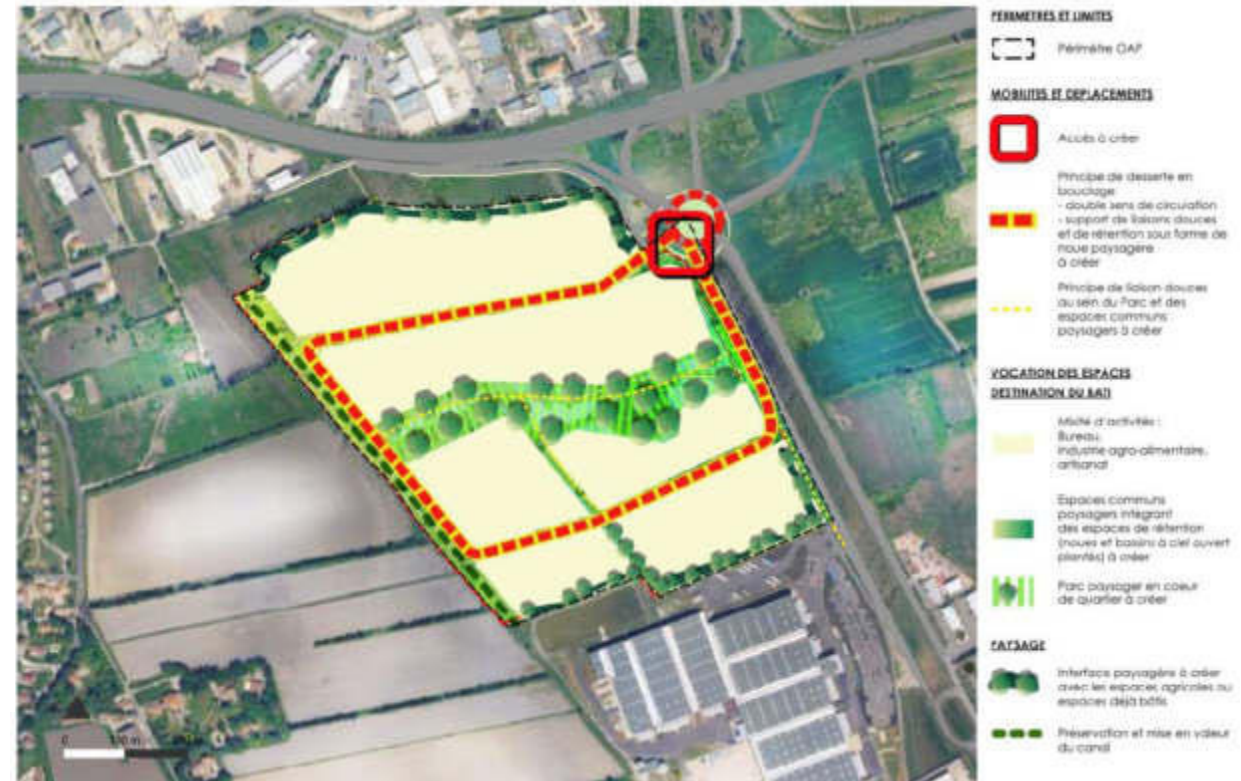 PERIMETRES ET LIMITES
Périmètre OAP
MOBILITES ET DEPLACEMENTS
Accès à créer
Principe de desserte en
bouclage
- double sens de circulation
- support de liaisons douces
et de rétention sous forme de
noue paysagère
à créer
Principe de liaison douces
au sein du Parc et des
espaces communs
paysagers à créer
VOCATION DES ESPACES
DESTINATION DU BATI
Mixité d'activités :
Bureau,
industrie agro-alimentaire,
artisanat
Espaces communs
paysagers intégrant
des espaces de rétention
(noues et bassins à ciel ouvert
plantés) à créer
Parc paysager en coeur
de quartier à créer
PAYSAGE
Interface paysagère à créer
avec les espaces agricoles ou
espaces déjà bâtis
Préservation et mise en valeur
du canal
0 100 m